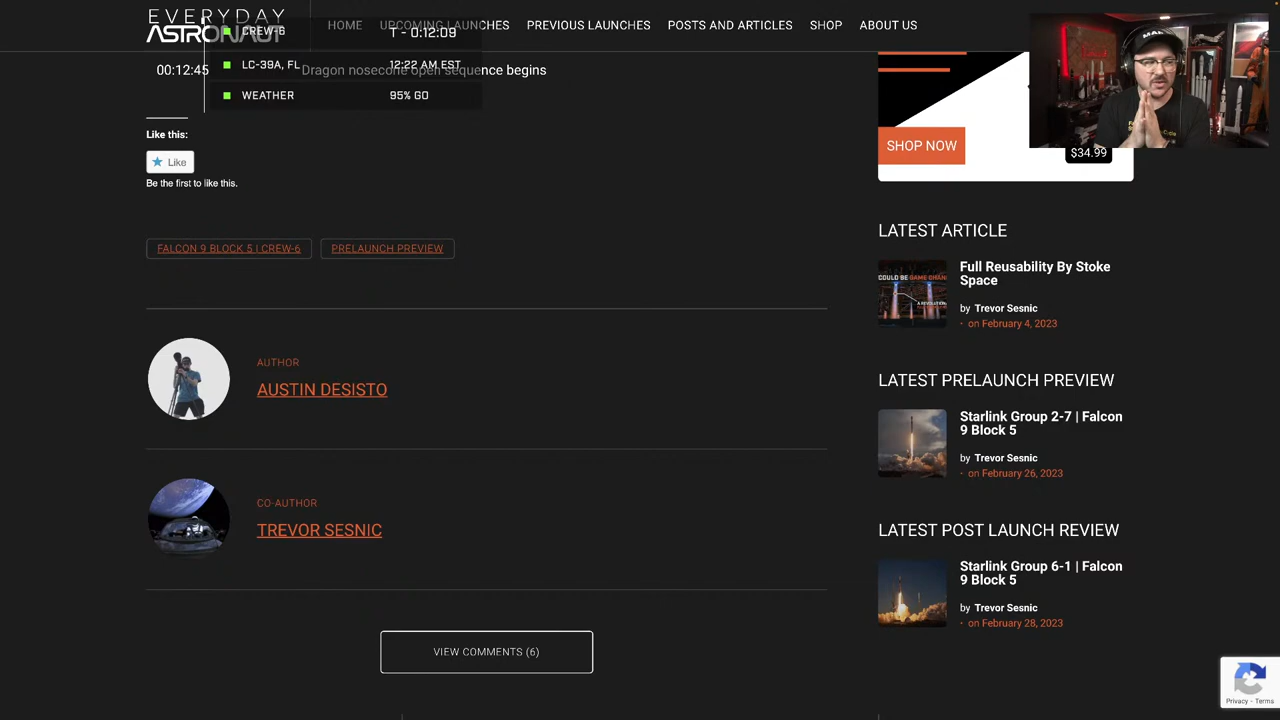 EVERYDAY
ASTRONAUT
HOME
UPCOMING LAUNCHES
PREVIOUS LAUNCHES
POSTS AND ARTICLES
SHOP
ABOUT US
CREW-6
T - 0:12:09
LC-39A, FL
12:22 AM EST
WEATHER
95% GO
00:12:45
Dragon nosecone open sequence begins
Like this:
Like
Be the first to like this.
FALCON 9 BLOCK 5 | CREW-6
PRELAUNCH PREVIEW
AUTHOR
AUSTIN DESISTO
CO-AUTHOR
TREVOR SESNIC
VIEW COMMENTS (6)
SHOP NOW
$34.99
LATEST ARTICLE
Full Reusability By Stoke
Space
by Trevor Sesnic
· on February 4, 2023
LATEST PRELAUNCH PREVIEW
Starlink Group 2-7 | Falcon
9 Block 5
by Trevor Sesnic
· on February 26, 2023
LATEST POST LAUNCH REVIEW
Starlink Group 6-1 | Falcon
9 Block 5
by Trevor Sesnic
· on February 28, 2023
Privacy - Terms